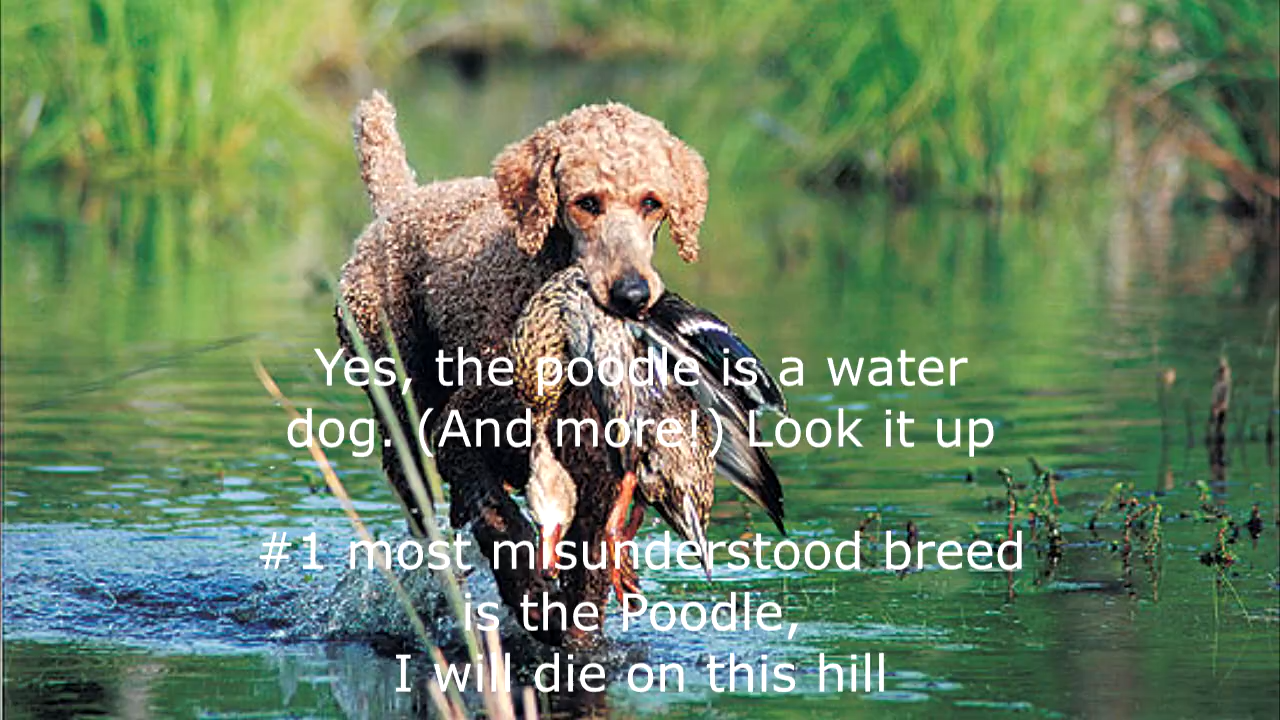 Yes, the poodle is a water
dog. (And more!) Look it up
#1 most misunderstood breed
is the Poodle,
I will die on this hill